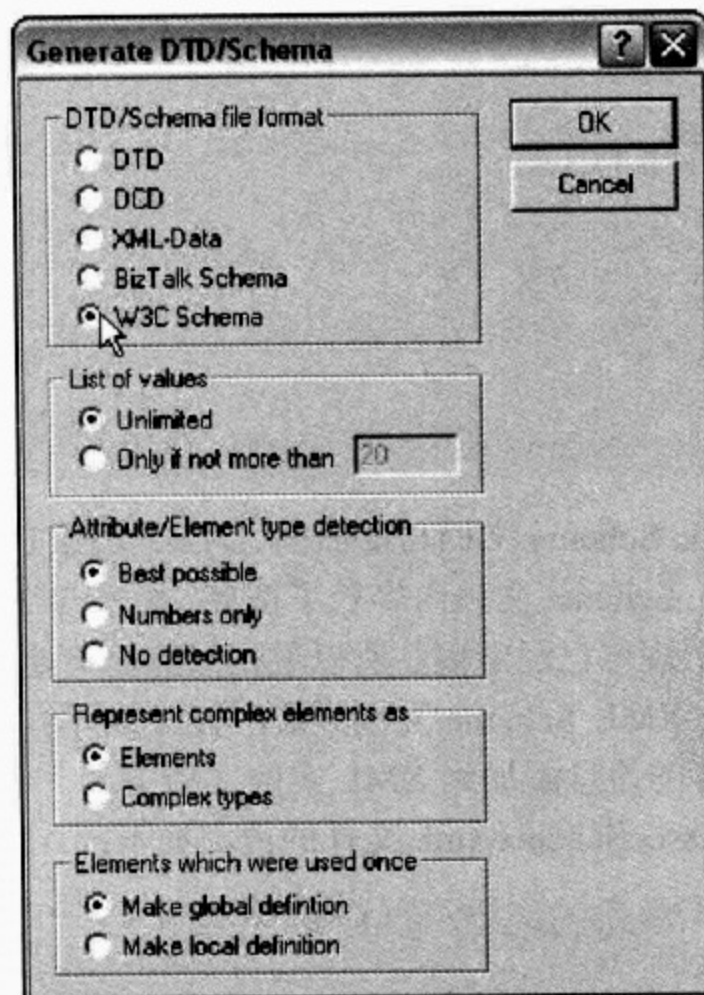 Generate DTD/Schema
DTD/Schema file format
DTD
DCD
XML-Data
BizTalk Schema
W3C Schema
OK
Cancel
List of values
Unlimited
Only if not more than 20
Attribute/Element type detection
Best possible
Numbers only
No detection
Represent complex elements as
Elements
Complex types
Elements which were used once
Make global defintion
Make local definition